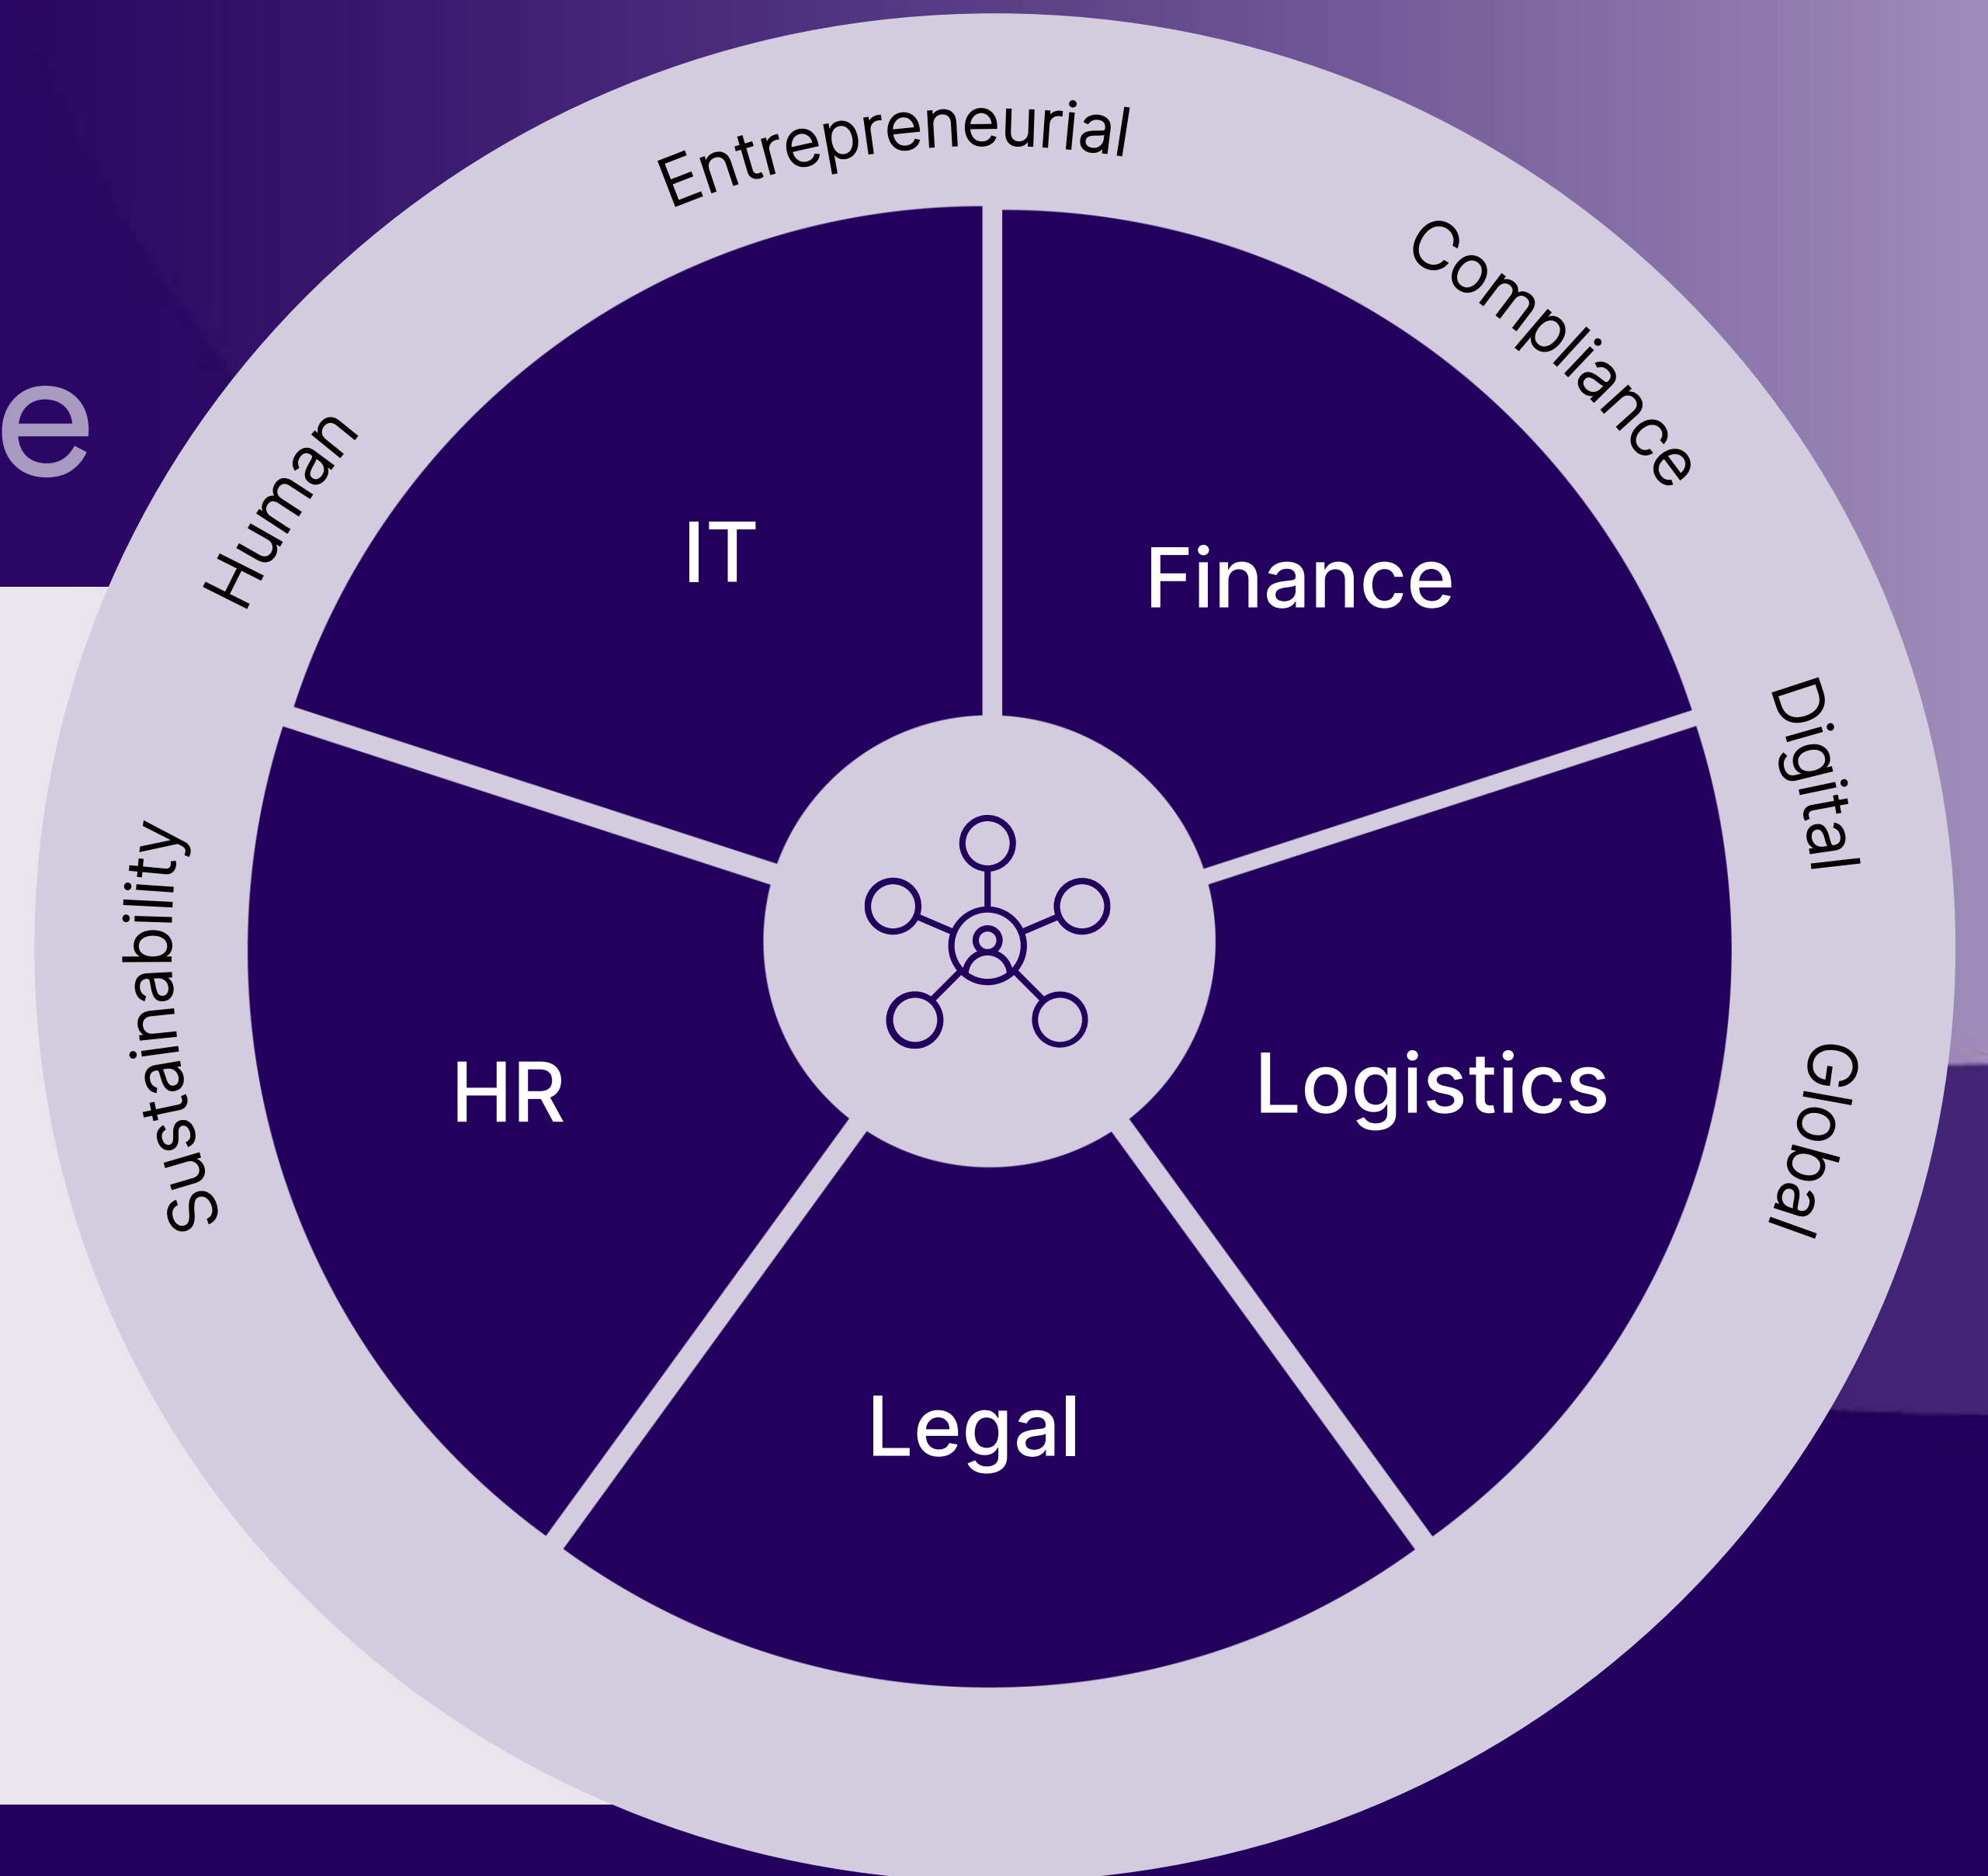 Entrepreneurial
Compliance
Digital
Global
Sustainability
Human
e
IT
Finance
Logistics
Legal
HR